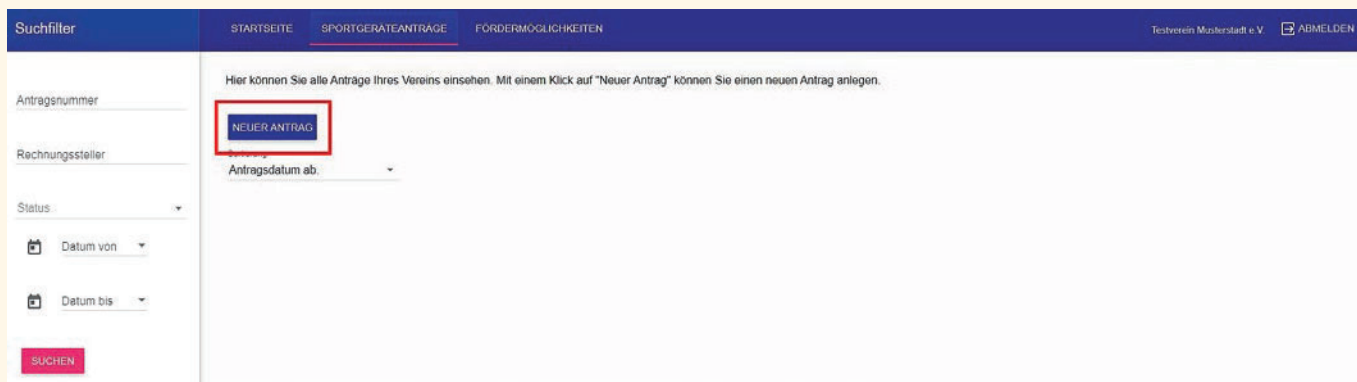 Suchfilter
STARTSEITE SPORTGERÄTEANTRÄGE FÖRDERMÖGLICHKEITEN Testverein Musterstadt e.V. ABMELDEN
Hier können Sie alle Anträge Ihres Vereins einsehen. Mit einem Klick auf "Neuer Antrag" können Sie einen neuen Antrag anlegen.
Antragsnummer
NEUER ANTRAG
Rechnungssteller
Antragsdatum ab.
Status
Datum von
Datum bis
SUCHEN